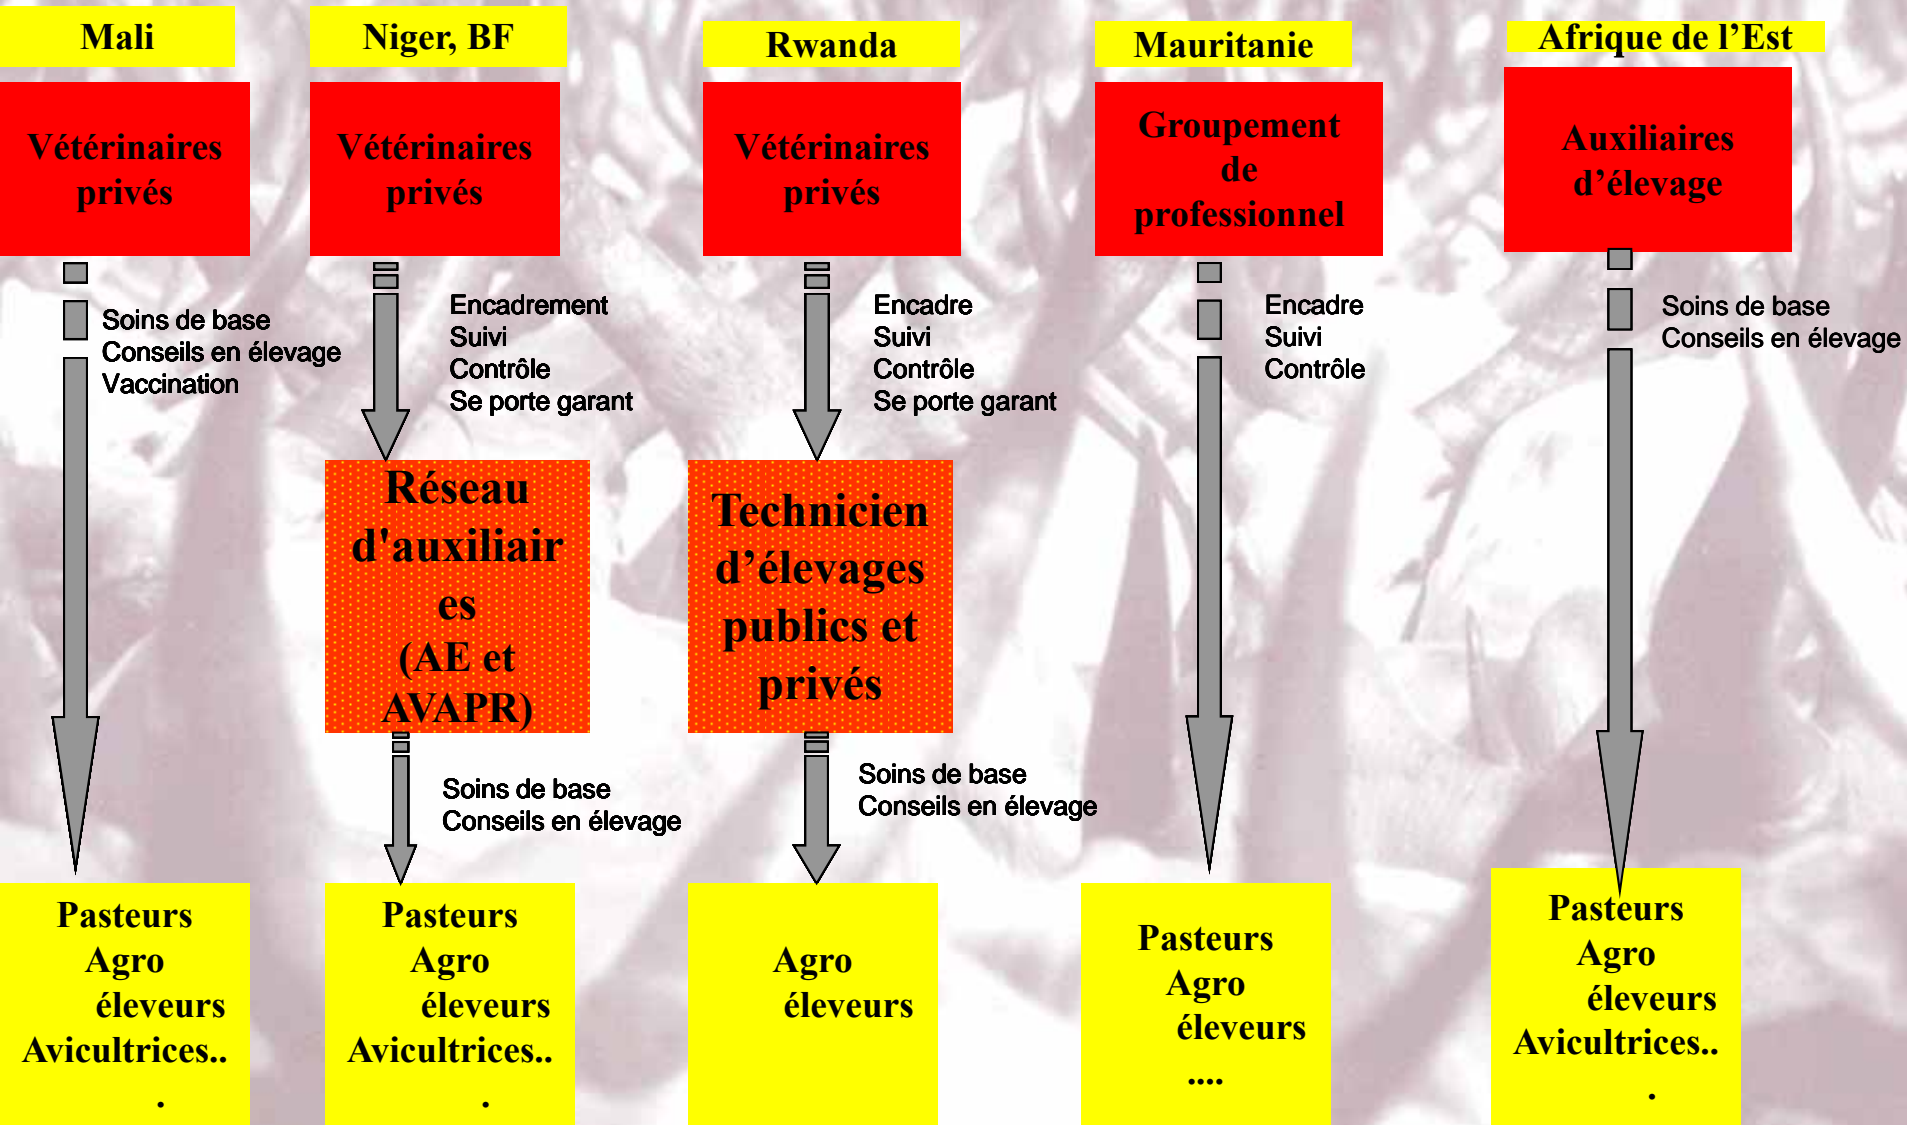 Mali
Vétérinaires
privés
Soins de base
Conseils en élevage
Vaccination
Pasteurs
Agro
éleveurs
Avicultrices..
.
Niger, BF
Vétérinaires
privés
Encadrement
Suivi
Contrôle
Se porte garant
Réseau
d'auxiliair
es
(AE et
AVAPR)
Soins de base
Conseils en élevage
Pasteurs
Agro
éleveurs
Avicultrices..
.
Rwanda
Vétérinaires
privés
Encadre
Suivi
Contrôle
Se porte garant
Technicien
d’élevages
publics et
privés
Soins de base
Conseils en élevage
Agro
éleveurs
Mauritanie
Groupement
de
professionnel
Encadre
Suivi
Contrôle
Pasteurs
Agro
éleveurs
....
Afrique de l’Est
Auxiliaires
d’élevage
Soins de base
Conseils en élevage
Pasteurs
Agro
éleveurs
Avicultrices..
.